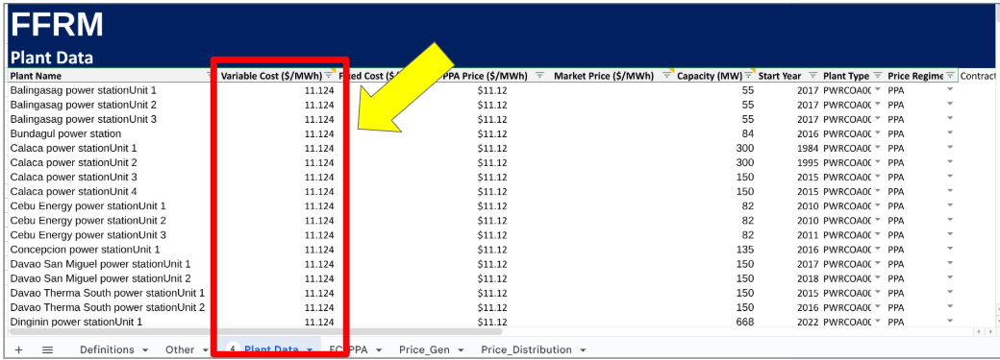 FFRM
Plant Data
Plant Name Variable Cost ($/MWh) Fixed Cost ($/ PPA Price ($/MWh) Market Price ($/MWh) Capacity (MW) Start Year Plant Type Price Regime Contract
Balingasag power stationUnit 1 11.124 $11.12 55 2017 PWRCOA0( PPA
Balingasag power stationUnit 2 11.124 $11.12 55 2017 PWRCOA0( PPA
Balingasag power stationUnit 3 11.124 $11.12 55 2017 PWRCOA0( PPA
Bundagul power station 11.124 $11.12 84 2016 PWRCOA0( PPA
Calaca power stationUnit 1 11.124 $11.12 300 1984 PWRCOA0( PPA
Calaca power stationUnit 2 11.124 $11.12 300 1995 PWRCOA0( PPA
Calaca power stationUnit 3 11.124 $11.12 150 2015 PWRCOA0( PPA
Calaca power stationUnit 4 11.124 $11.12 150 2015 PWRCOA0( PPA
Cebu Energy power stationUnit 1 11.124 $11.12 82 2010 PWRCOA0( PPA
Cebu Energy power stationUnit 2 11.124 $11.12 82 2010 PWRCOA0( PPA
Cebu Energy power stationUnit 3 11.124 $11.12 82 2011 PWRCOA0( PPA
Concepcion power stationUnit 1 11.124 $11.12 135 2016 PWRCOA0( PPA
Davao San Miguel power stationUnit 1 11.124 $11.12 150 2017 PWRCOA0( PPA
Davao San Miguel power stationUnit 2 11.124 $11.12 150 2018 PWRCOA0( PPA
Davao Therma South power stationUnit 1 11.124 $11.12 150 2015 PWRCOA0( PPA
Davao Therma South power stationUnit 2 11.124 $11.12 150 2016 PWRCOA0( PPA
Dinginin power stationUnit 1 11.124 $11.12 668 2022 PWRCOA0( PPA
Definitions Other 4 Plant Data PPA Price_Gen Price_Distribution